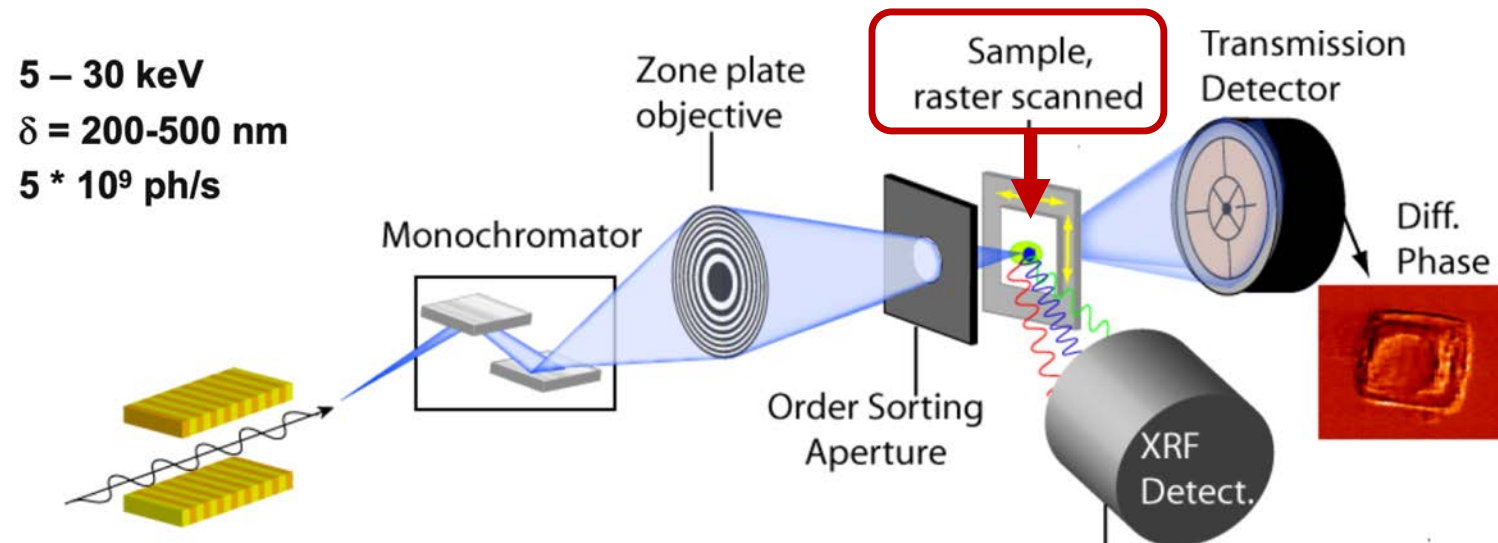 5 – 30 keV
δ = 200-500 nm
5 * 10⁹ ph/s
Monochromator
Zone plate
objective
Order Sorting
Aperture
Sample,
raster scanned
Transmission
Detector
Diff.
Phase
XRF
Detect.